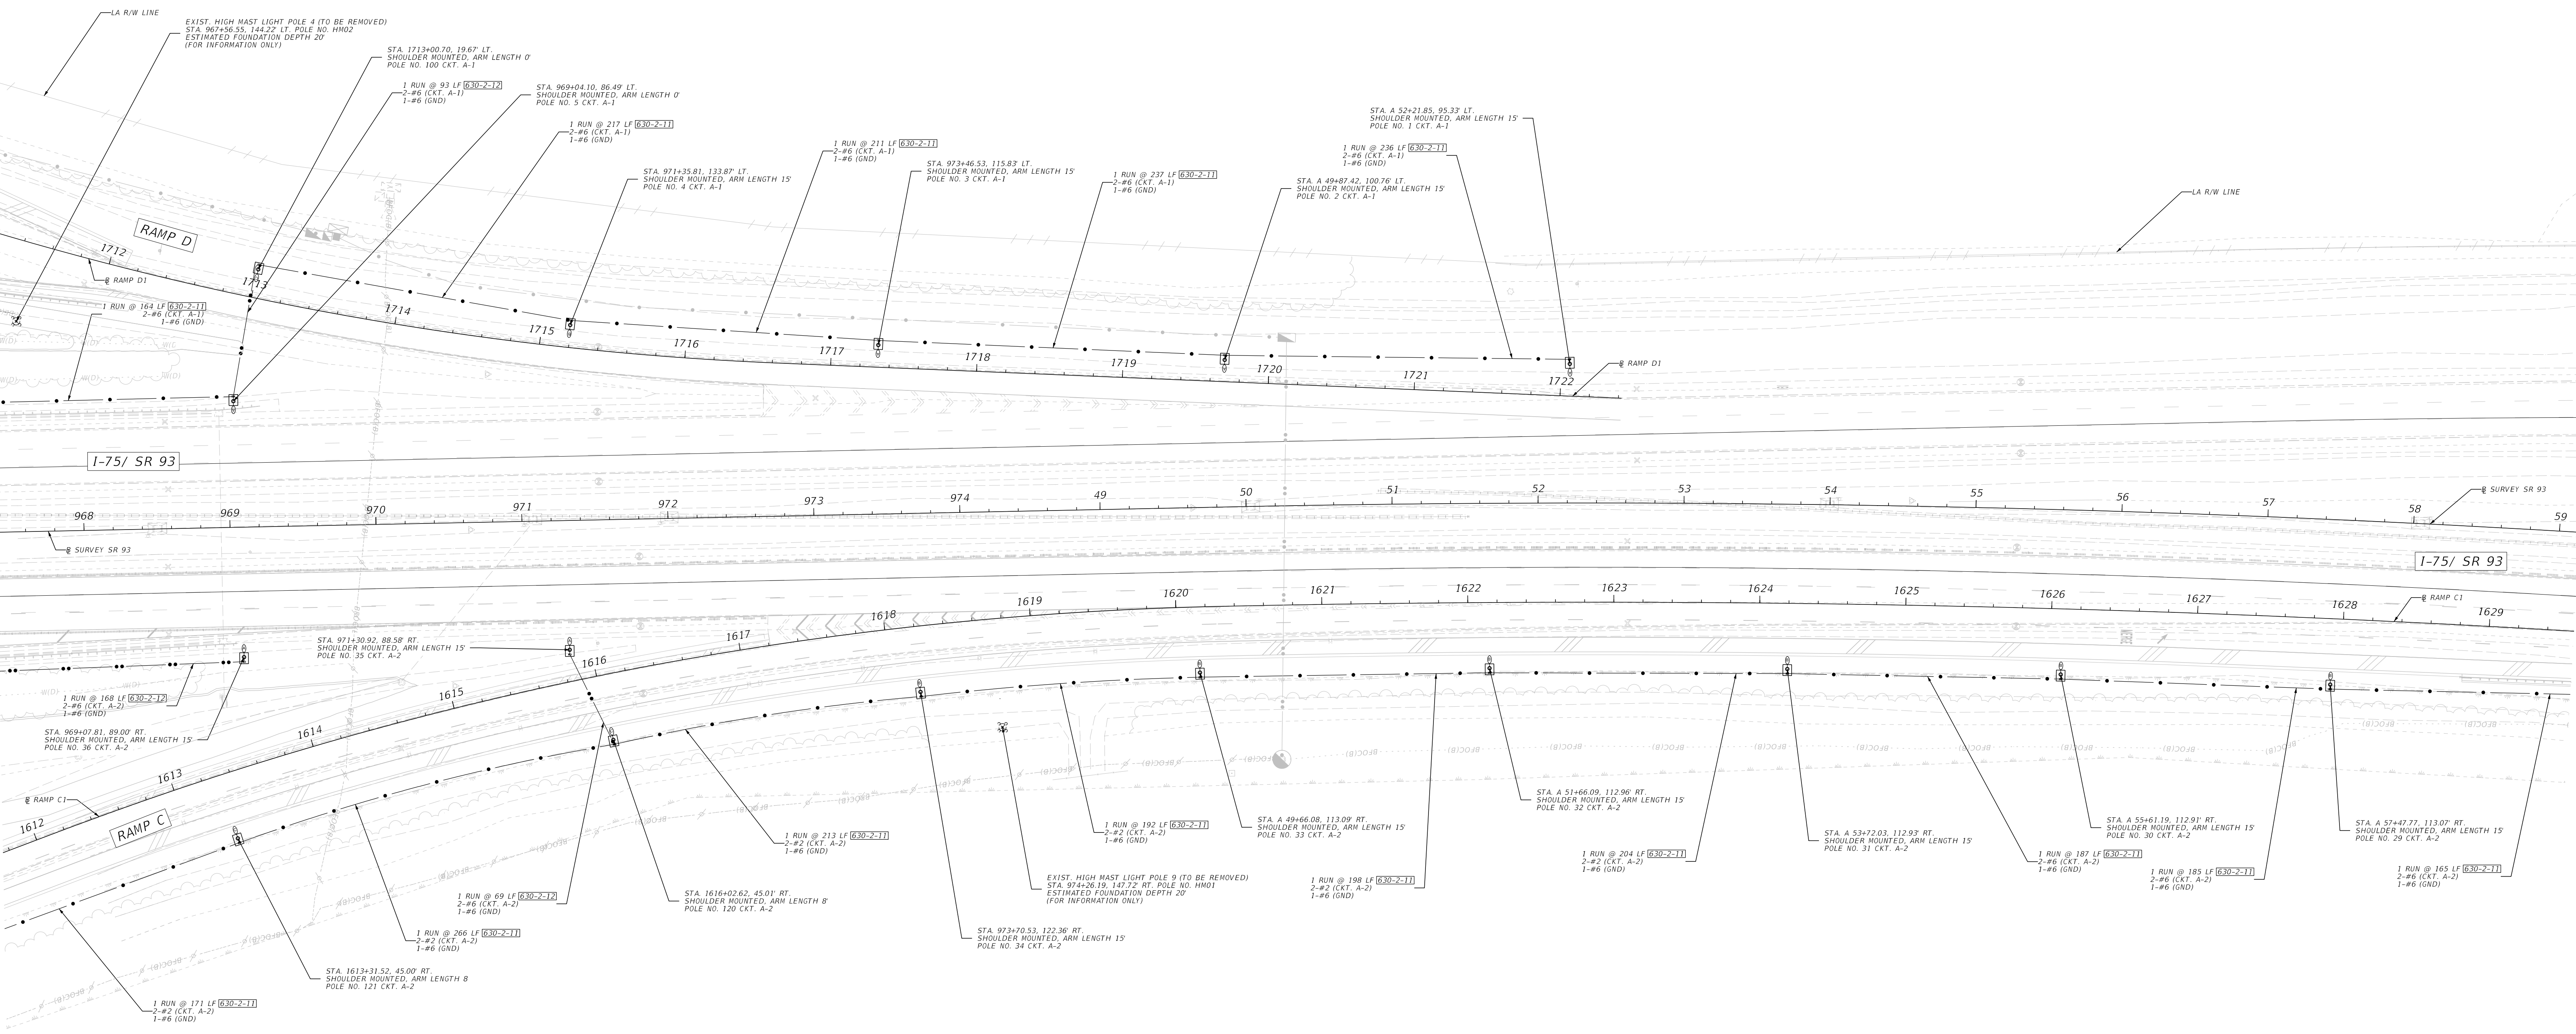 LA R/W LINE
EXIST. HIGH MAST LIGHT POLE 4 (TO BE REMOVED)
STA. 967+56.55, 144.22' LT. POLE NO. HM02
ESTIMATED FOUNDATION DEPTH 20'
(FOR INFORMATION ONLY)
STA. 1713+00.70, 19.67' LT.
SHOULDER MOUNTED, ARM LENGTH 0'
POLE NO. 100 CKT. A-1
1 RUN @ 93 LF 630-2-12
2-#6 (CKT. A-1)
1-#6 (GND)
STA. 969+04.10, 86.49' LT.
SHOULDER MOUNTED, ARM LENGTH 0'
POLE NO. 5 CKT. A-1
1 RUN @ 217 LF 630-2-11
2-#6 (CKT. A-1)
1-#6 (GND)
STA. 971+35.81, 133.87' LT.
SHOULDER MOUNTED, ARM LENGTH 15'
POLE NO. 4 CKT. A-1
1 RUN @ 211 LF 630-2-11
2-#6 (CKT. A-1)
1-#6 (GND)
STA. 973+46.53, 115.83' LT.
SHOULDER MOUNTED, ARM LENGTH 15'
POLE NO. 3 CKT. A-1
1 RUN @ 237 LF 630-2-11
2-#6 (CKT. A-1)
1-#6 (GND)
STA. A 49+87.42, 100.76' LT.
SHOULDER MOUNTED, ARM LENGTH 15'
POLE NO. 2 CKT. A-1
1 RUN @ 236 LF 630-2-11
2-#6 (CKT. A-1)
1-#6 (GND)
STA. A 52+21.85, 95.33' LT.
SHOULDER MOUNTED, ARM LENGTH 15'
POLE NO. 1 CKT. A-1
LA R/W LINE
RAMP D
℄ RAMP D1
1 RUN @ 164 LF 630-2-11
2-#6 (CKT. A-1)
1-#6 (GND)
1712
1713
1714
1715
1716
1717
1718
1719
1720
1721
1722
℄ RAMP D1
W(D)
W(D)
W(D)
W(D)
I-75/ SR 93
968
969
970
971
972
973
974
49
50
51
52
53
54
55
56
57
58
59
℄ SURVEY SR 93
℄ SURVEY SR 93
I-75/ SR 93
1612
1613
1614
1615
1616
1617
1618
1619
1620
1621
1622
1623
1624
1625
1626
1627
1628
1629
℄ RAMP C1
STA. 971+30.92, 88.58' RT.
SHOULDER MOUNTED, ARM LENGTH 15'
POLE NO. 35 CKT. A-2
1 RUN @ 168 LF 630-2-12
2-#6 (CKT. A-2)
1-#6 (GND)
STA. 969+07.81, 89.00' RT.
SHOULDER MOUNTED, ARM LENGTH 15'
POLE NO. 36 CKT. A-2
℄ RAMP C1
RAMP C
1 RUN @ 171 LF 630-2-11
2-#2 (CKT. A-2)
1-#6 (GND)
STA. 1613+31.52, 45.00' RT.
SHOULDER MOUNTED, ARM LENGTH 8
POLE NO. 121 CKT. A-2
1 RUN @ 266 LF 630-2-11
2-#2 (CKT. A-2)
1-#6 (GND)
1 RUN @ 69 LF 630-2-12
2-#6 (CKT. A-2)
1-#6 (GND)
STA. 1616+02.62, 45.01' RT.
SHOULDER MOUNTED, ARM LENGTH 8'
POLE NO. 120 CKT. A-2
1 RUN @ 213 LF 630-2-11
2-#2 (CKT. A-2)
1-#6 (GND)
STA. 973+70.53, 122.36' RT.
SHOULDER MOUNTED, ARM LENGTH 15'
POLE NO. 34 CKT. A-2
EXIST. HIGH MAST LIGHT POLE 9 (TO BE REMOVED)
STA. 974+26.19, 147.72' RT. POLE NO. HM01
ESTIMATED FOUNDATION DEPTH 20'
(FOR INFORMATION ONLY)
1 RUN @ 192 LF 630-2-11
2-#2 (CKT. A-2)
1-#6 (GND)
STA. A 49+66.08, 113.09' RT.
SHOULDER MOUNTED, ARM LENGTH 15'
POLE NO. 33 CKT. A-2
1 RUN @ 198 LF 630-2-11
2-#2 (CKT. A-2)
1-#6 (GND)
STA. A 51+66.09, 112.96' RT.
SHOULDER MOUNTED, ARM LENGTH 15'
POLE NO. 32 CKT. A-2
1 RUN @ 204 LF 630-2-11
2-#2 (CKT. A-2)
1-#6 (GND)
STA. A 53+72.03, 112.93' RT.
SHOULDER MOUNTED, ARM LENGTH 15'
POLE NO. 31 CKT. A-2
1 RUN @ 187 LF 630-2-11
2-#6 (CKT. A-2)
1-#6 (GND)
STA. A 55+61.19, 112.91' RT.
SHOULDER MOUNTED, ARM LENGTH 15'
POLE NO. 30 CKT. A-2
1 RUN @ 185 LF 630-2-11
2-#6 (CKT. A-2)
1-#6 (GND)
STA. A 57+47.77, 113.07' RT.
SHOULDER MOUNTED, ARM LENGTH 15'
POLE NO. 29 CKT. A-2
1 RUN @ 165 LF 630-2-11
2-#6 (CKT. A-2)
1-#6 (GND)
BFOC(B)
BFOC(B)
BFOC(B)
BFOC(B)
BFOC(B)
BFOC(B)
BFOC(B)
BFOC(B)